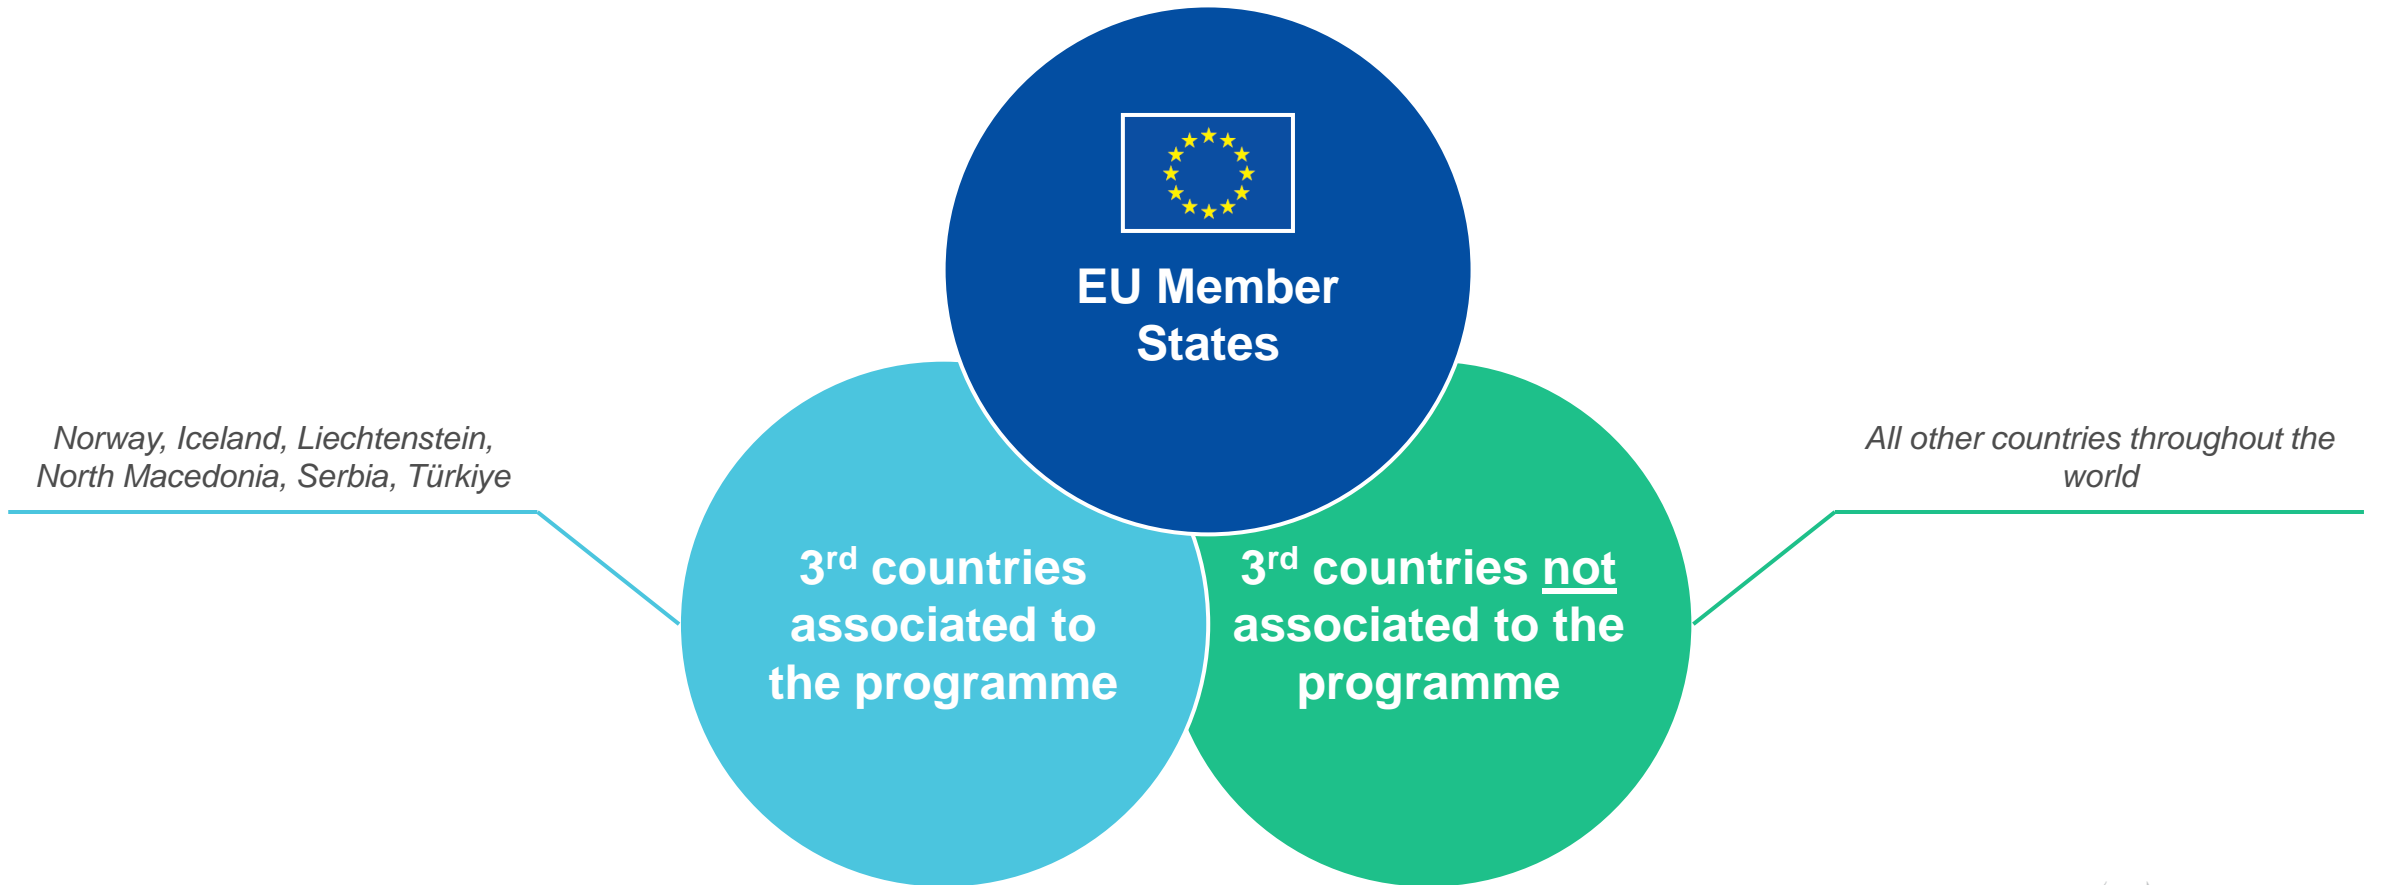 EU Member
States
Norway, Iceland, Liechtenstein,
North Macedonia, Serbia, Türkiye
All other countries throughout the
world
3rd countries
associated to
the programme
3rd countries not
associated to the
programme